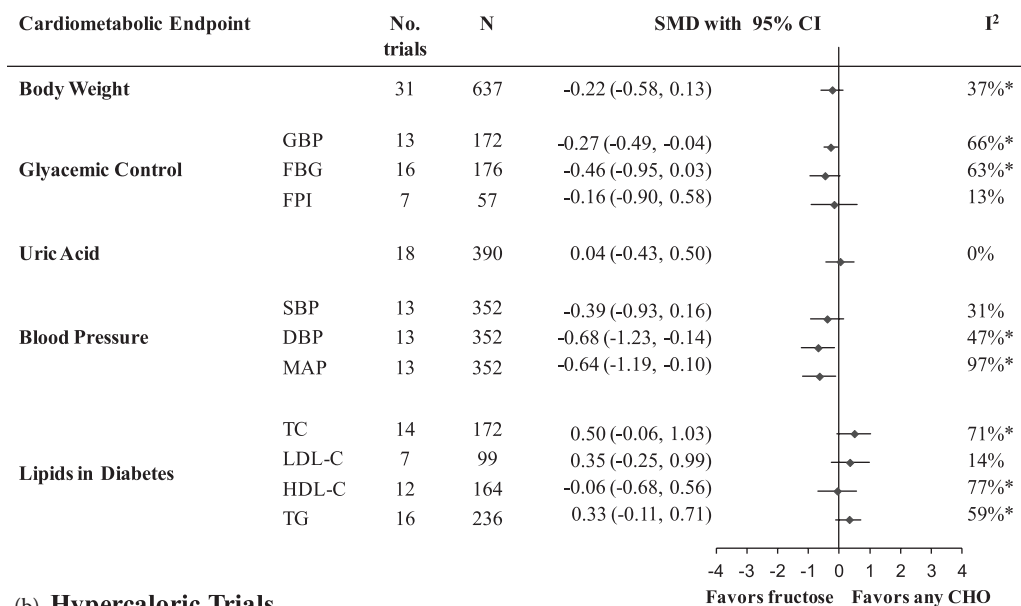 Cardiometabolic Endpoint No. trials N SMD with 95% CI I²
Body Weight 31 637 -0.22 (-0.58, 0.13) 37%*
GBP 13 172 -0.27 (-0.49, -0.04) 66%*
Glyacemic Control FBG 16 176 -0.46 (-0.95, 0.03) 63%*
FPI 7 57 -0.16 (-0.90, 0.58) 13%
Uric Acid 18 390 0.04 (-0.43, 0.50) 0%
SBP 13 352 -0.39 (-0.93, 0.16) 31%
Blood Pressure DBP 13 352 -0.68 (-1.23, -0.14) 47%*
MAP 13 352 -0.64 (-1.19, -0.10) 97%*
TC 14 172 0.50 (-0.06, 1.03) 71%*
LDL-C 7 99 0.35 (-0.25, 0.99) 14%
Lipids in Diabetes HDL-C 12 164 -0.06 (-0.68, 0.56) 77%*
TG 16 236 0.33 (-0.11, 0.71) 59%*
-4 -3 -2 -1 0 1 2 3 4
Favors fructose Favors any CHO
(b) Hypercaloric Trials